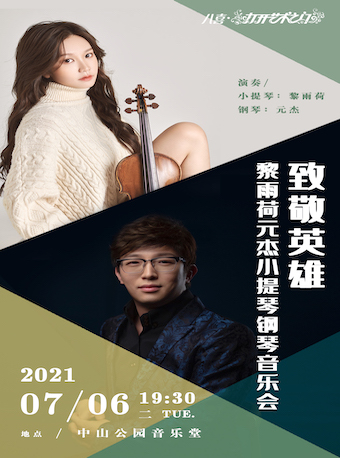 八喜·打开艺术之门
演奏/
小提琴：黎雨荷
钢琴：元杰
致敬英雄
黎雨荷元杰小提琴钢琴音乐会
2021
07/06 19:30
二 TUE.
地点 / 中山公园音乐堂